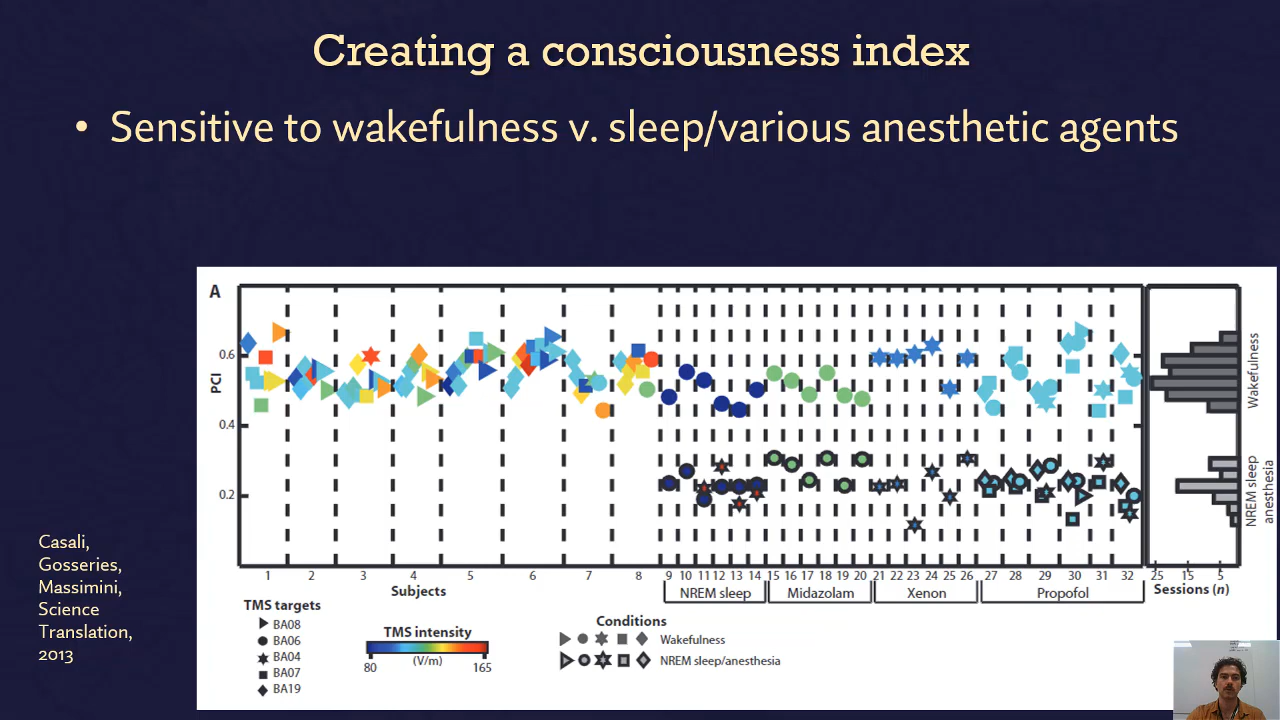 Creating a consciousness index
• Sensitive to wakefulness v. sleep/various anesthetic agents
A
PCI
0.6
0.4
0.2
1 2 3 4 5 6 7 8 9 10 11 12 13 14 15 16 17 18 19 20 21 22 23 24 25 26 27 28 29 30 31 32
Subjects
NREM sleep Midazolam Xenon Propofol
Wakefulness
NREM sleep
anesthesia
25 15 5
Sessions (n)
TMS targets
BA08
BA06
BA04
BA07
BA19
TMS intensity
(V/m)
80 165
Conditions
Wakefulness
NREM sleep/anesthesia
Casali,
Gosseries,
Massimini,
Science
Translation,
2013